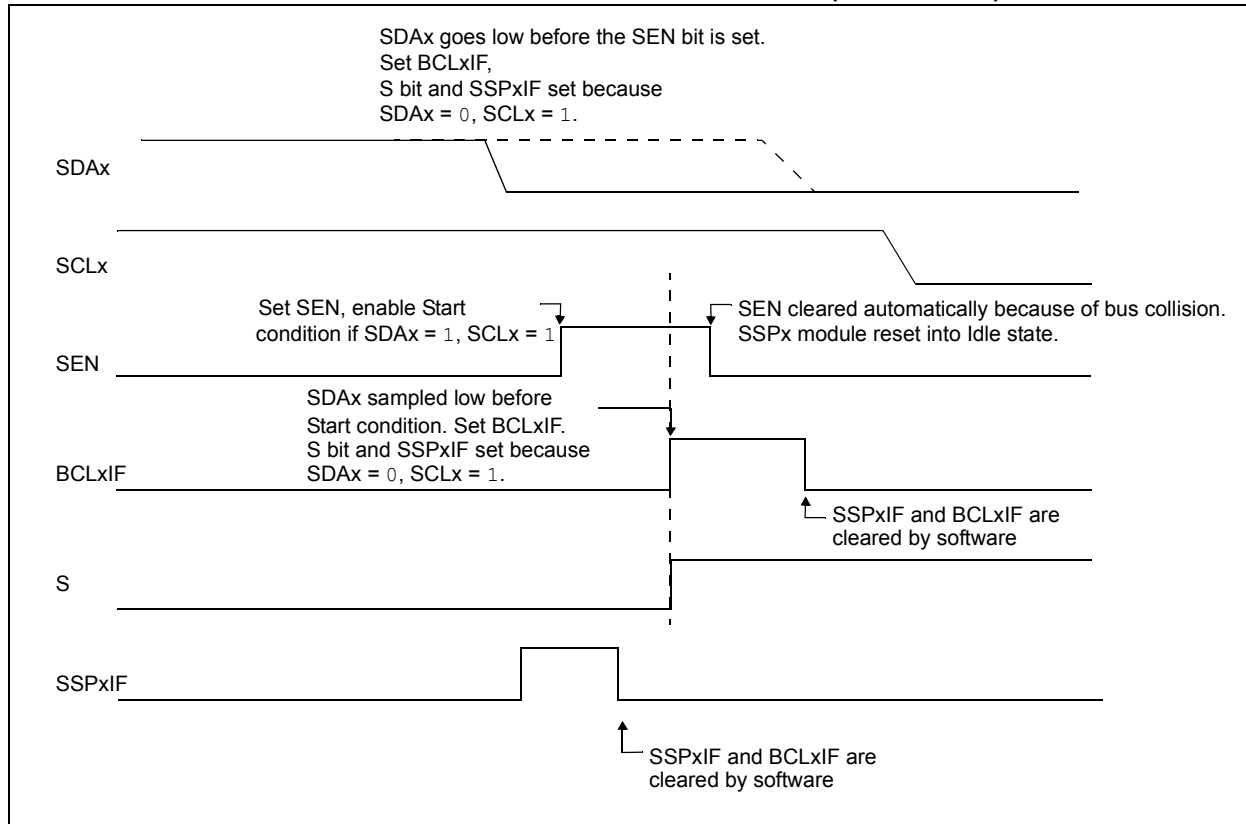 SDAx goes low before the SEN bit is set.
Set BCLxIF,
S bit and SSPxIF set because
SDAx = 0, SCLx = 1.
SDAx
SCLx
Set SEN, enable Start
condition if SDAx = 1, SCLx = 1
SEN cleared automatically because of bus collision.
SSPx module reset into Idle state.
SEN
SDAx sampled low before
Start condition. Set BCLxIF.
S bit and SSPxIF set because
SDAx = 0, SCLx = 1.
BCLxIF
SSPxIF and BCLxIF are
cleared by software
S
SSPxIF
SSPxIF and BCLxIF are
cleared by software